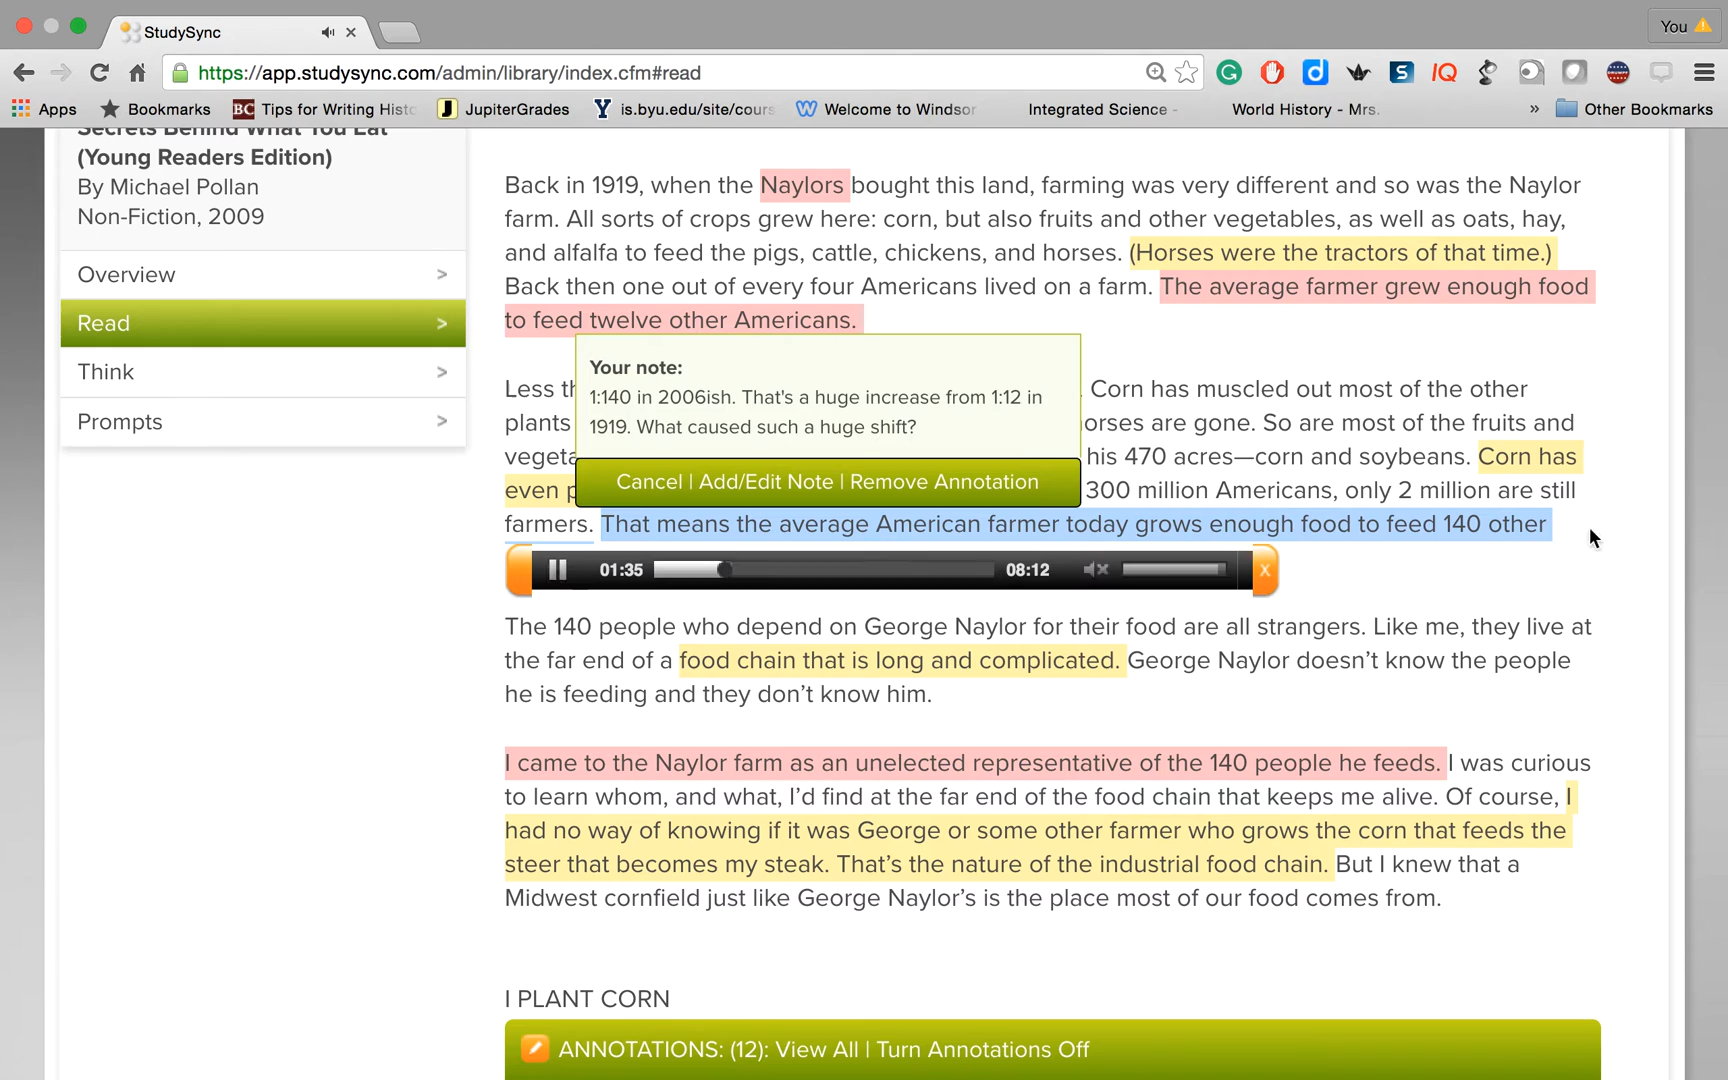 StudySync
You
https://app.studysync.com/admin/library/index.cfm#read
Apps Bookmarks BC Tips for Writing Histo JupiterGrades Y is.byu.edu/site/cours W Welcome to Windsor Integrated Science - World History - Mrs. » Other Bookmarks
Secrets Behind What You Eat
(Young Readers Edition)
By Michael Pollan
Non-Fiction, 2009
Overview >
Read >
Think >
Prompts >
Back in 1919, when the Naylors bought this land, farming was very different and so was the Naylor
farm. All sorts of crops grew here: corn, but also fruits and other vegetables, as well as oats, hay,
and alfalfa to feed the pigs, cattle, chickens, and horses. (Horses were the tractors of that time.)
Back then one out of every four Americans lived on a farm. The average farmer grew enough food
to feed twelve other Americans.
Your note:
1:140 in 2006ish. That's a huge increase from 1:12 in
1919. What caused such a huge shift?
Cancel | Add/Edit Note | Remove Annotation
Less th Corn has muscled out most of the other
plants orses are gone. So are most of the fruits and
vegeta his 470 acres—corn and soybeans. Corn has
even p 300 million Americans, only 2 million are still
farmers. That means the average American farmer today grows enough food to feed 140 other
01:35 08:12 X
The 140 people who depend on George Naylor for their food are all strangers. Like me, they live at
the far end of a food chain that is long and complicated. George Naylor doesn’t know the people
he is feeding and they don’t know him.
I came to the Naylor farm as an unelected representative of the 140 people he feeds. I was curious
to learn whom, and what, I’d find at the far end of the food chain that keeps me alive. Of course, I
had no way of knowing if it was George or some other farmer who grows the corn that feeds the
steer that becomes my steak. That’s the nature of the industrial food chain. But I knew that a
Midwest cornfield just like George Naylor’s is the place most of our food comes from.
I PLANT CORN
ANNOTATIONS: (12): View All | Turn Annotations Off